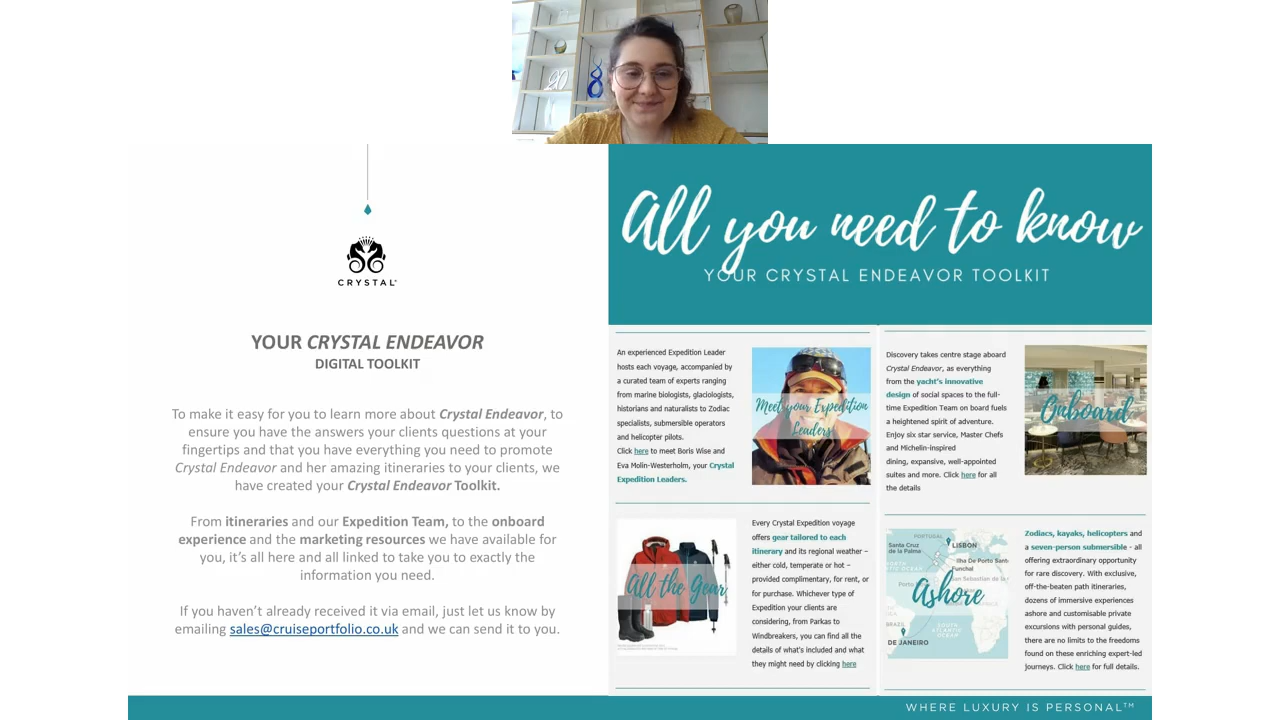 CRYSTAL
YOUR CRYSTAL ENDEAVOR
DIGITAL TOOLKIT
To make it easy for you to learn more about Crystal Endeavor, to
ensure you have the answers your clients questions at your
fingertips and that you have everything you need to promote
Crystal Endeavor and her amazing itineraries to your clients, we
have created your Crystal Endeavor Toolkit.
From itineraries and our Expedition Team, to the onboard
experience and the marketing resources we have available for
you, it's all here and all linked to take you to exactly the
information you need.
If you haven't already received it via email, just let us know by
emailing sales@cruiseportfolio.co.uk and we can send it to you.
All you need to know
YOUR CRYSTAL ENDEAVOR TOOLKIT
An experienced Expedition Leader
hosts each voyage, accompanied by
a curated team of experts ranging
from marine biologists, glaciologists,
historians and naturalists to Zodiac
specialists, submersible operators
and helicopter pilots.
Click here to meet Boris Wise and
Eva Molin-Westerholm, your Crystal
Expedition Leaders.
Meet your Expedition
Leaders
Discovery takes centre stage aboard
Crystal Endeavor, as everything
from the yacht's innovative
design of social spaces to the full-
time Expedition Team on board fuels
a heightened spirit of adventure.
Enjoy six star service, Master Chefs
and Michelin-inspired
dining, expansive, well-appointed
suites and more. Click here for all
the details
Onboard
All the Gear
Every Crystal Expedition voyage
offers gear tailored to each
itinerary and its regional weather –
either cold, temperate or hot –
provided complimentary, for rent, or
for purchase. Whichever type of
Expedition your clients are
considering, from Parkas to
Windbreakers, you can find all the
details of what's included and what
they might need by clicking here
PORTUGAL
LISBON
Santa Cruz
de la Palma
Ilha De Porto Sant
Funchal
San Sebastian de la
Porto
Ashore
BRAZIL
SOUTH
ATLANTIC
OCEAN
DE JANEIRO
Zodiacs, kayaks, helicopters and
a seven-person submersible - all
offering extraordinary opportunity
for rare discovery. With exclusive,
off-the-beaten path itineraries,
dozens of immersive experiences
ashore and customisable private
excursions with personal guides,
there are no limits to the freedoms
found on these enriching expert-led
journeys. Click here for full details.
WHERE LUXURY IS PERSONAL™